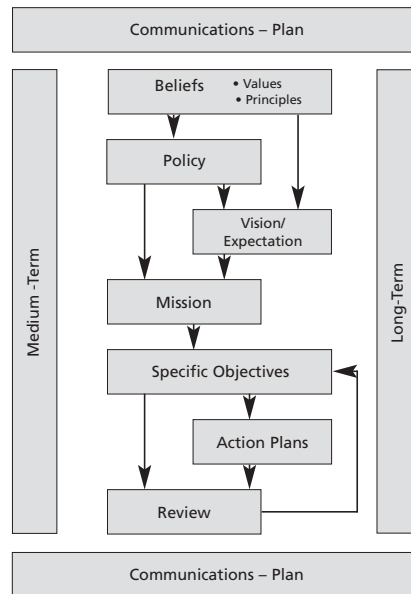 Communications – Plan
Beliefs
• Values
• Principles
Policy
Vision/
Expectation
Mission
Specific Objectives
Action Plans
Review
Medium -Term
Long-Term
Communications – Plan